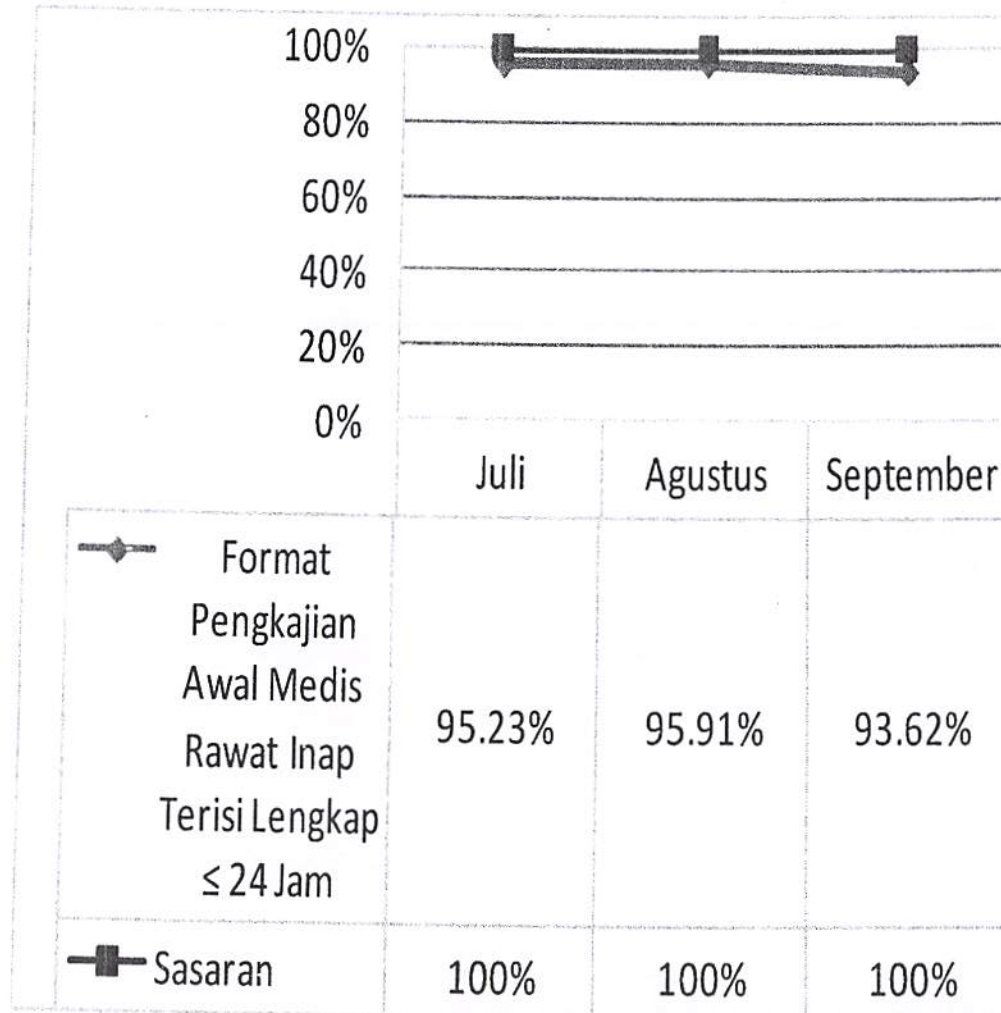 100%
80%
60%
40%
20%
0%
Juli Agustus September
Format
Pengkajian
Awal Medis
Rawat Inap
Terisi Lengkap
≤ 24 Jam
95.23% 95.91% 93.62%
Sasaran 100% 100% 100%